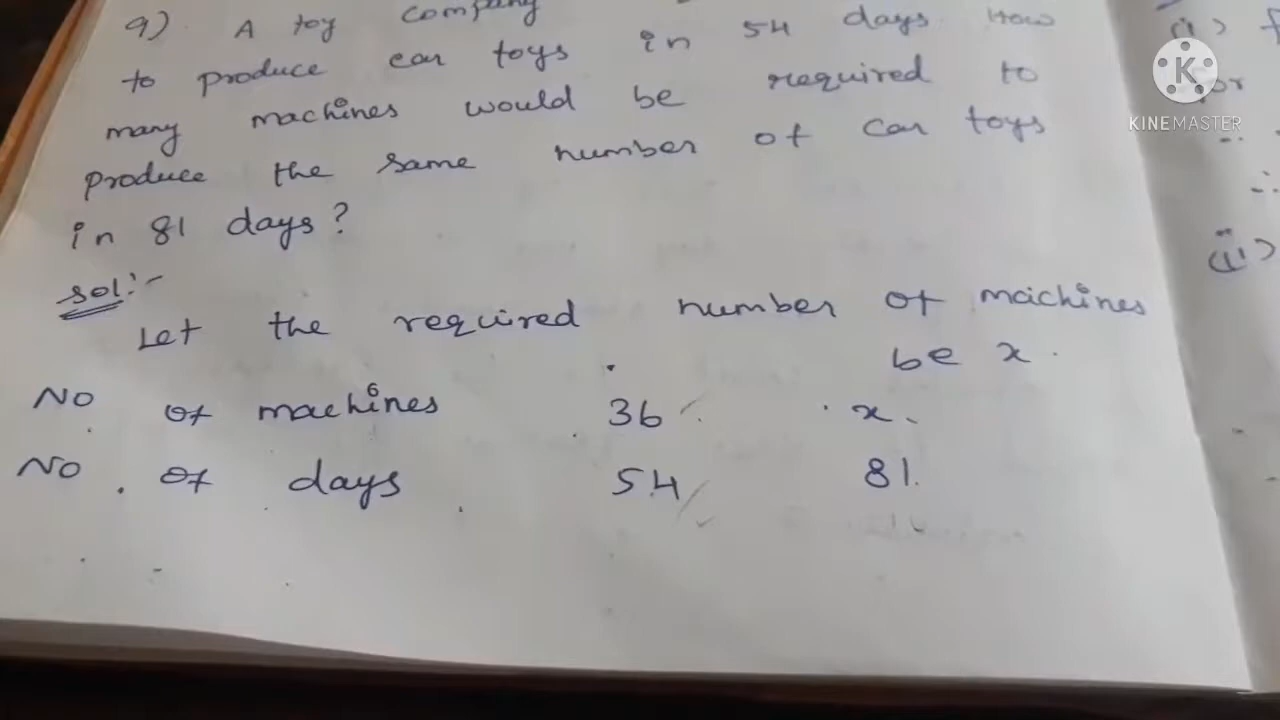 9) A toy company
to produce car toys in 54 days How
many machines would be required to
produce the same number of car toys
in 81 days?
Sol:-
Let the required number of machines
be x.
No of machines 36 x
No of days 54 81
(i)
for
∴
(ii)
K
KINEMASTER